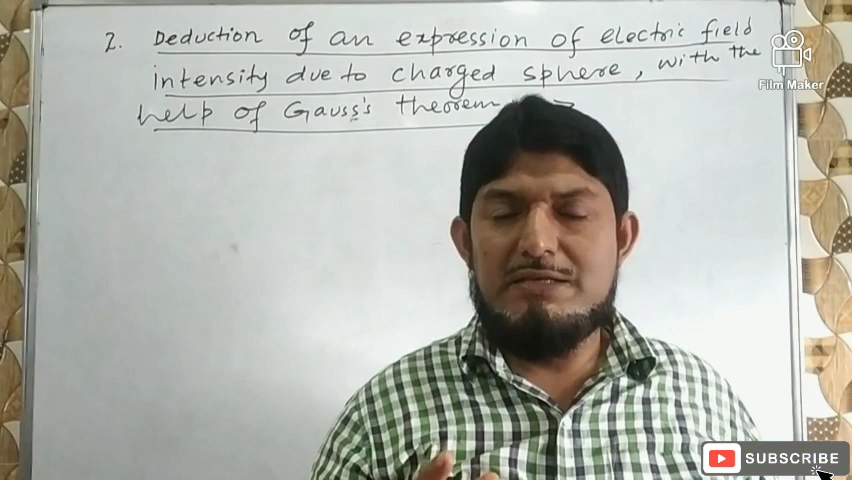 2. Deduction of an expression of electric field
intensity due to charged sphere, with the
help of Gauss's theorem
Film Maker
SUBSCRIBE